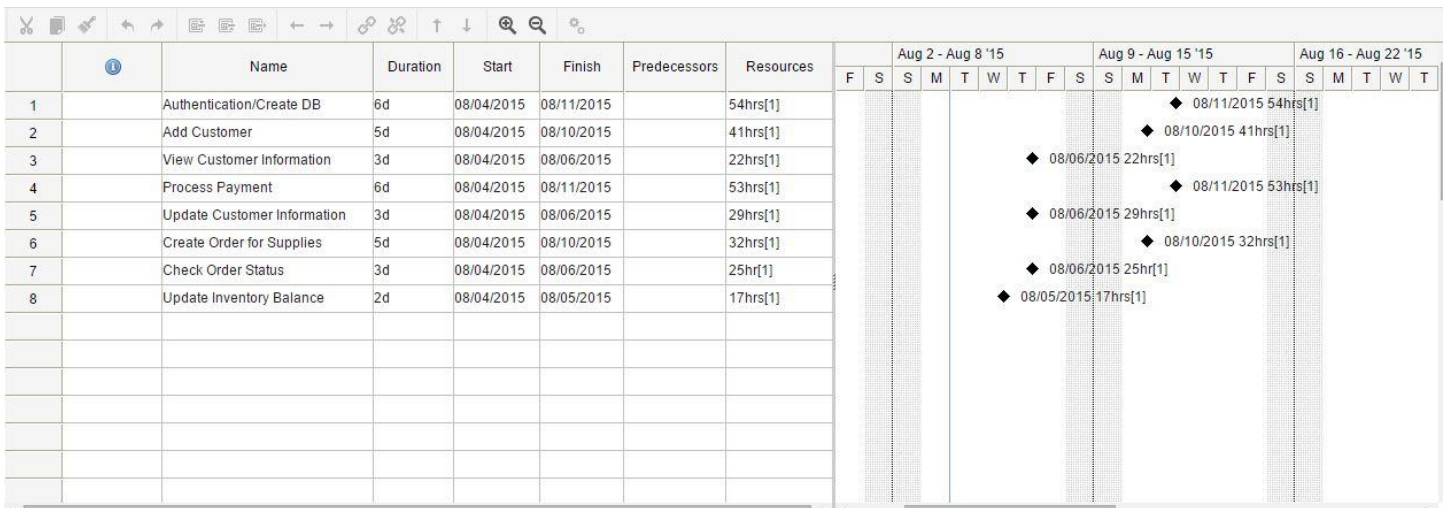 Aug 2 - Aug 8 '15 Aug 9 - Aug 15 '15 Aug 16 - Aug 22 '15
Name Duration Start Finish Predecessors Resources
F S S M T W T F S S M T W T F S S M T W T
1 Authentication/Create DB 6d 08/04/2015 08/11/2015 54hrs[1] 08/11/2015 54hrs[1]
2 Add Customer 5d 08/04/2015 08/10/2015 41hrs[1] 08/10/2015 41hrs[1]
3 View Customer Information 3d 08/04/2015 08/06/2015 22hrs[1] 08/06/2015 22hrs[1]
4 Process Payment 6d 08/04/2015 08/11/2015 53hrs[1] 08/11/2015 53hrs[1]
5 Update Customer Information 3d 08/04/2015 08/06/2015 29hrs[1] 08/06/2015 29hrs[1]
6 Create Order for Supplies 5d 08/04/2015 08/10/2015 32hrs[1] 08/10/2015 32hrs[1]
7 Check Order Status 3d 08/04/2015 08/06/2015 25hr[1] 08/06/2015 25hr[1]
8 Update Inventory Balance 2d 08/04/2015 08/05/2015 17hrs[1] 08/05/2015 17hrs[1]